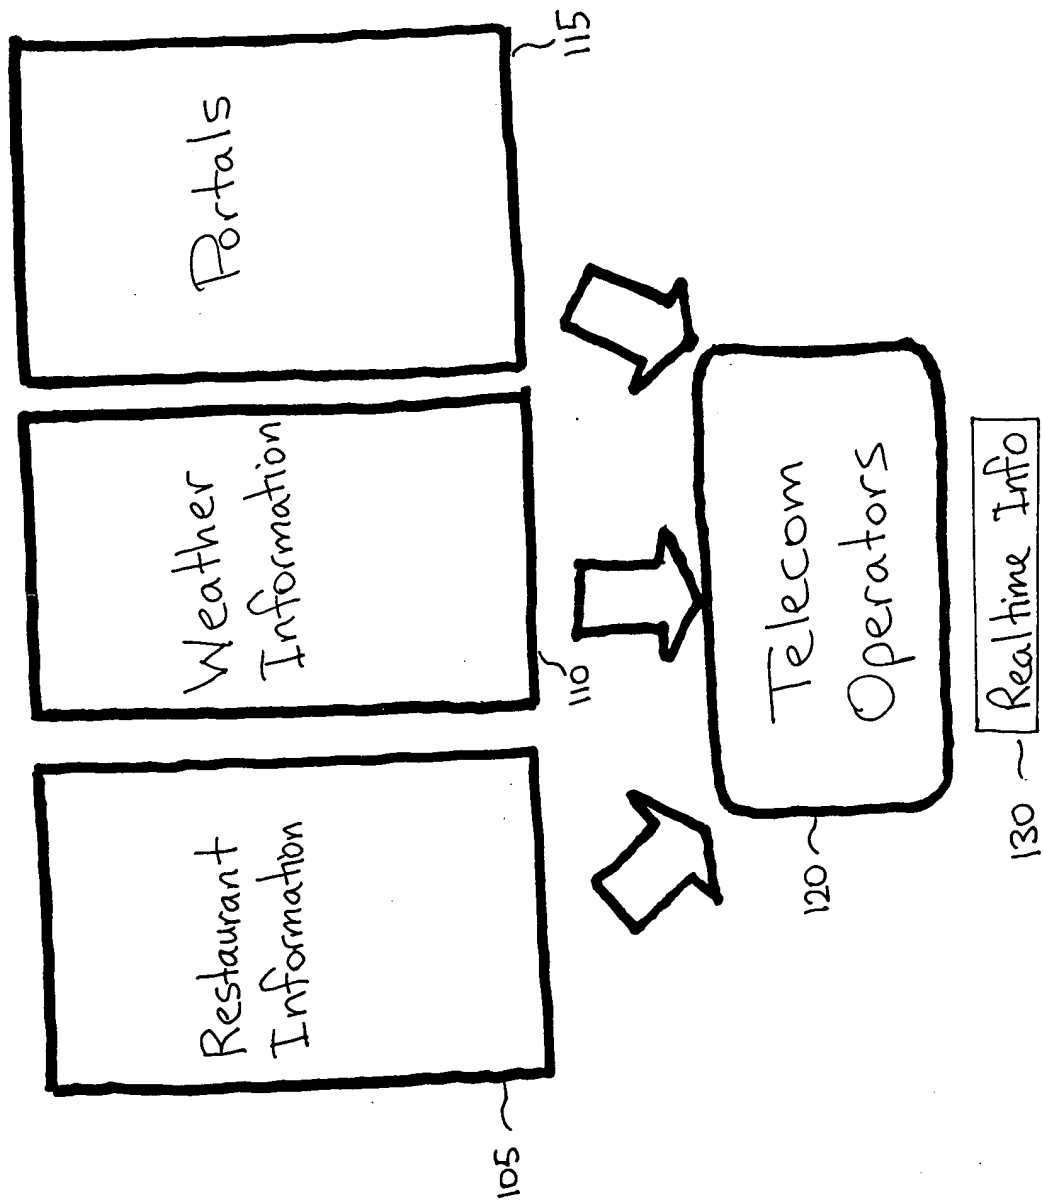 Restaurant
Information
105
Weather
Information
110
Portals
115
Telecom
Operators
120
130
Realtime Info